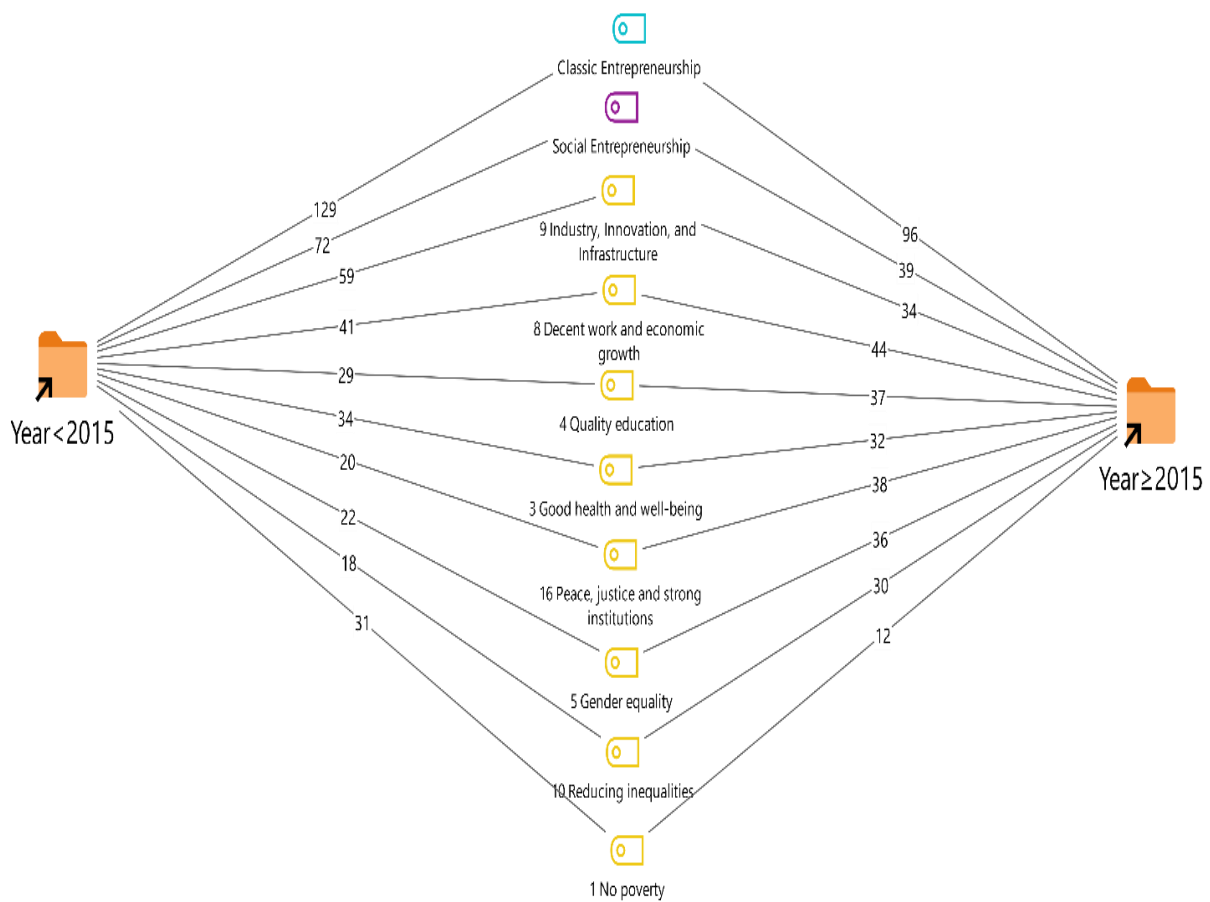 Classic Entrepreneurship
Social Entrepreneurship
129
96
72
9 Industry, Innovation, and
Infrastructure
39
59
34
41
8 Decent work and economic
growth
44
29
37
Year<2015
34
4 Quality education
32
20
Year≥2015
38
3 Good health and well-being
22
36
18
30
16 Peace, justice and strong
institutions
31
12
5 Gender equality
10 Reducing inequalities
1 No poverty